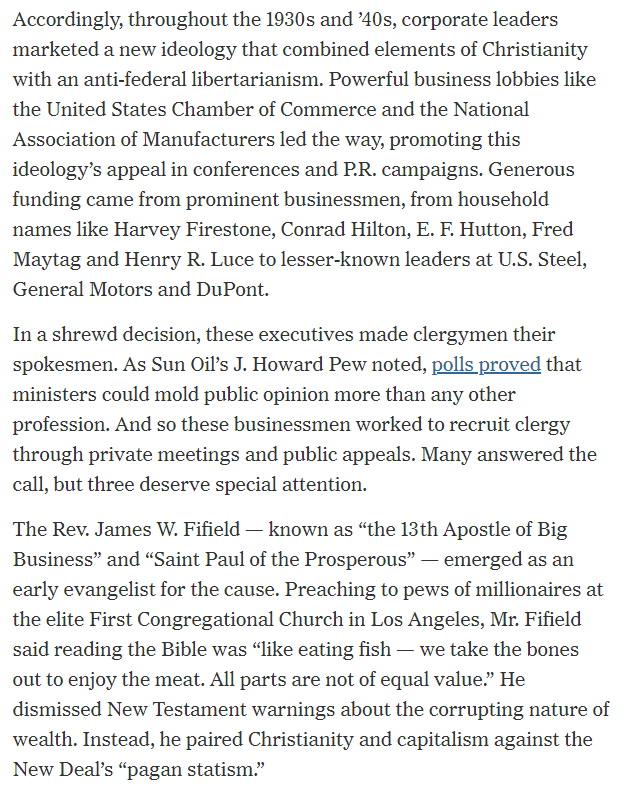 Accordingly, throughout the 1930s and ’40s, corporate leaders
marketed a new ideology that combined elements of Christianity
with an anti-federal libertarianism. Powerful business lobbies like
the United States Chamber of Commerce and the National
Association of Manufacturers led the way, promoting this
ideology’s appeal in conferences and P.R. campaigns. Generous
funding came from prominent businessmen, from household
names like Harvey Firestone, Conrad Hilton, E. F. Hutton, Fred
Maytag and Henry R. Luce to lesser-known leaders at U.S. Steel,
General Motors and DuPont.
In a shrewd decision, these executives made clergymen their
spokesmen. As Sun Oil’s J. Howard Pew noted, polls proved that
ministers could mold public opinion more than any other
profession. And so these businessmen worked to recruit clergy
through private meetings and public appeals. Many answered the
call, but three deserve special attention.
The Rev. James W. Fifield — known as “the 13th Apostle of Big
Business” and “Saint Paul of the Prosperous” — emerged as an
early evangelist for the cause. Preaching to pews of millionaires at
the elite First Congregational Church in Los Angeles, Mr. Fifield
said reading the Bible was “like eating fish — we take the bones
out to enjoy the meat. All parts are not of equal value.” He
dismissed New Testament warnings about the corrupting nature of
wealth. Instead, he paired Christianity and capitalism against the
New Deal’s “pagan statism.”